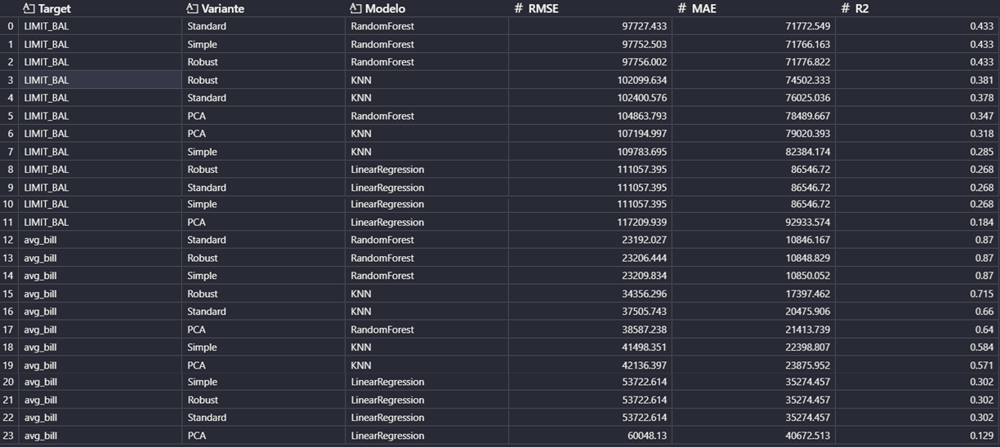 Target Variante Modelo # RMSE # MAE # R2
0 LIMIT_BAL Standard RandomForest 97727.433 71772.549 0.433
1 LIMIT_BAL Simple RandomForest 97752.503 71766.163 0.433
2 LIMIT_BAL Robust RandomForest 97756.002 71776.822 0.433
3 LIMIT_BAL Robust KNN 102099.634 74502.333 0.381
4 LIMIT_BAL Standard KNN 102400.576 76025.036 0.378
5 LIMIT_BAL PCA RandomForest 104863.793 78489.667 0.347
6 LIMIT_BAL PCA KNN 107194.997 79020.393 0.318
7 LIMIT_BAL Simple KNN 109783.695 82384.174 0.285
8 LIMIT_BAL Robust LinearRegression 111057.395 86546.72 0.268
9 LIMIT_BAL Standard LinearRegression 111057.395 86546.72 0.268
10 LIMIT_BAL Simple LinearRegression 111057.395 86546.72 0.268
11 LIMIT_BAL PCA LinearRegression 117209.939 92933.574 0.184
12 avg_bill Standard RandomForest 23192.027 10846.167 0.87
13 avg_bill Robust RandomForest 23206.444 10848.829 0.87
14 avg_bill Simple RandomForest 23209.834 10850.052 0.87
15 avg_bill Robust KNN 34356.296 17397.462 0.715
16 avg_bill Standard KNN 37505.743 20475.906 0.66
17 avg_bill PCA RandomForest 38587.238 21413.739 0.64
18 avg_bill Simple KNN 41498.351 22398.807 0.584
19 avg_bill PCA KNN 42136.397 23875.952 0.571
20 avg_bill Simple LinearRegression 53722.614 35274.457 0.302
21 avg_bill Robust LinearRegression 53722.614 35274.457 0.302
22 avg_bill Standard LinearRegression 53722.614 35274.457 0.302
23 avg_bill PCA LinearRegression 60048.13 40672.513 0.129